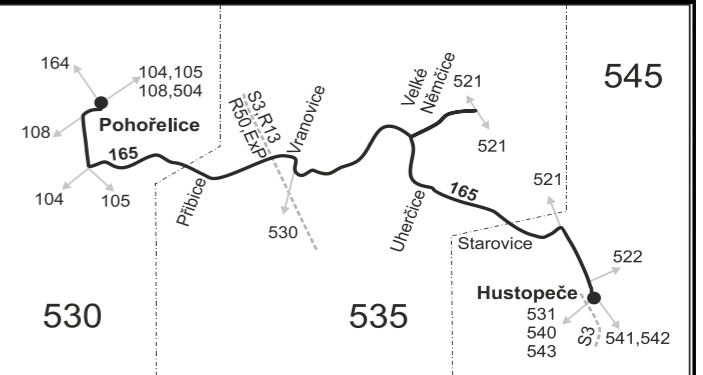 164
104,105
108,504
Pohořelice
108
165
104
105
Přibice
S3,R13
R50 ExP
Vranovice
530
Velké
Němčice
521
521
545
Uherčice
165
521
Starovice
522
Hustopeče
531
540
543
S3
541,542
530
535